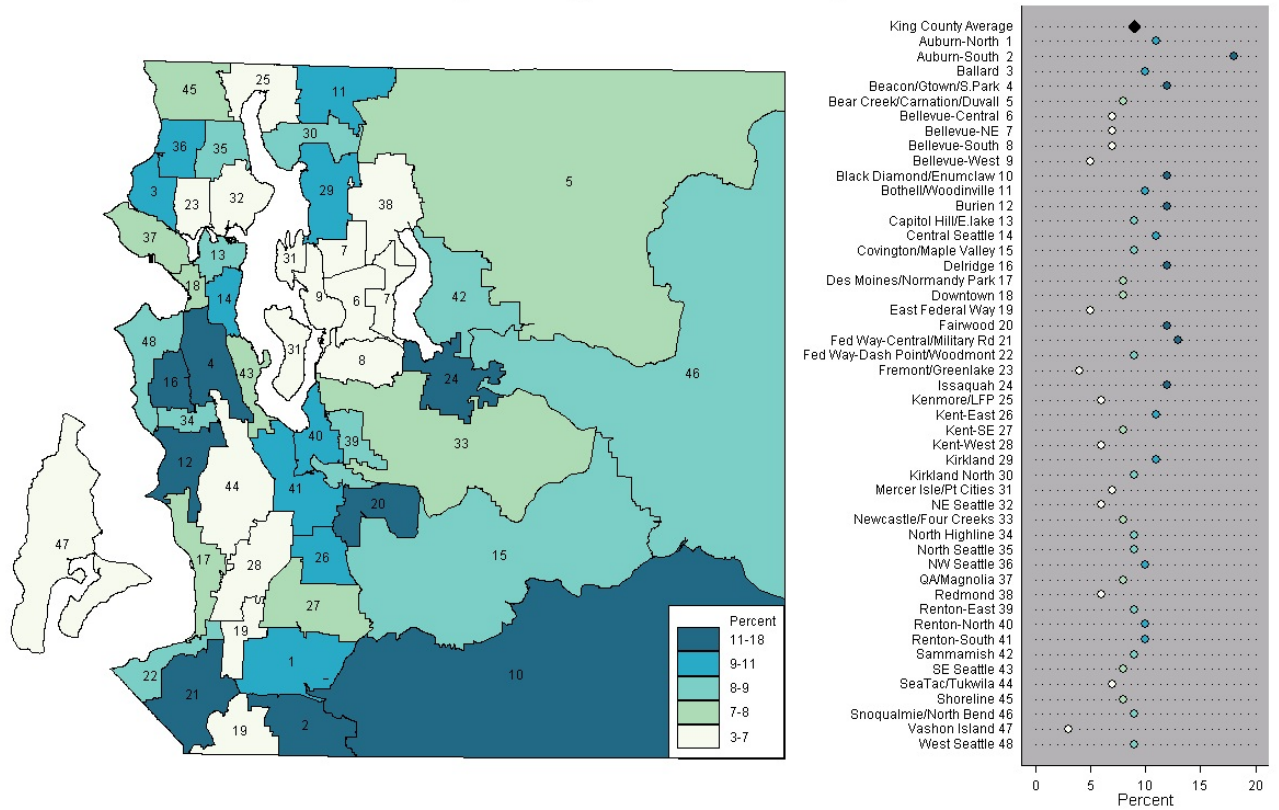 45
25
11
36
35
30
3
23
32
29
38
5
37
13
31
7
18
14
9
6
7
42
48
4
43
31
8
24
46
16
34
40
39
33
12
44
41
20
47
17
28
26
15
27
19
22
21
1
10
19
2
Percent
11-18
9-11
8-9
7-8
3-7
King County Average
Auburn-North 1
Auburn-South 2
Ballard 3
Beacon/Gtown/S.Park 4
Bear Creek/Carnation/Duvall 5
Bellevue-Central 6
Bellevue-NE 7
Bellevue-South 8
Bellevue-West 9
Black Diamond/Enumclaw 10
Bothell/Woodinville 11
Burien 12
Capitol Hill/E.lake 13
Central Seattle 14
Covington/Maple Valley 15
Delridge 16
Des Moines/Normandy Park 17
Downtown 18
East Federal Way 19
Fairwood 20
Fed Way-Central/Military Rd 21
Fed Way-Dash Point/Woodmont 22
Fremont/Greenlake 23
Issaquah 24
Kenmore/LFP 25
Kent-East 26
Kent-SE 27
Kent-West 28
Kirkland 29
Kirkland North 30
Mercer Isle/Pt Cities 31
NE Seattle 32
Newcastle/Four Creeks 33
North Highline 34
North Seattle 35
NW Seattle 36
QA/Magnolia 37
Redmond 38
Renton-East 39
Renton-North 40
Renton-South 41
Sammamish 42
SE Seattle 43
SeaTac/Tukwila 44
Shoreline 45
Snoqualmie/North Bend 46
Vashon Island 47
West Seattle 48
0 5 10 15 20
Percent